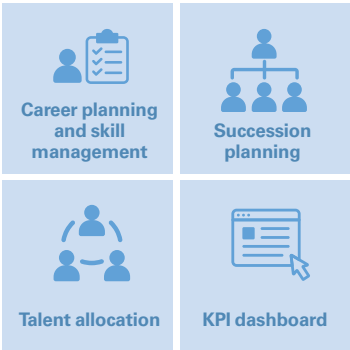 Career planning
and skill
management
Succession
planning
Talent allocation
KPI dashboard